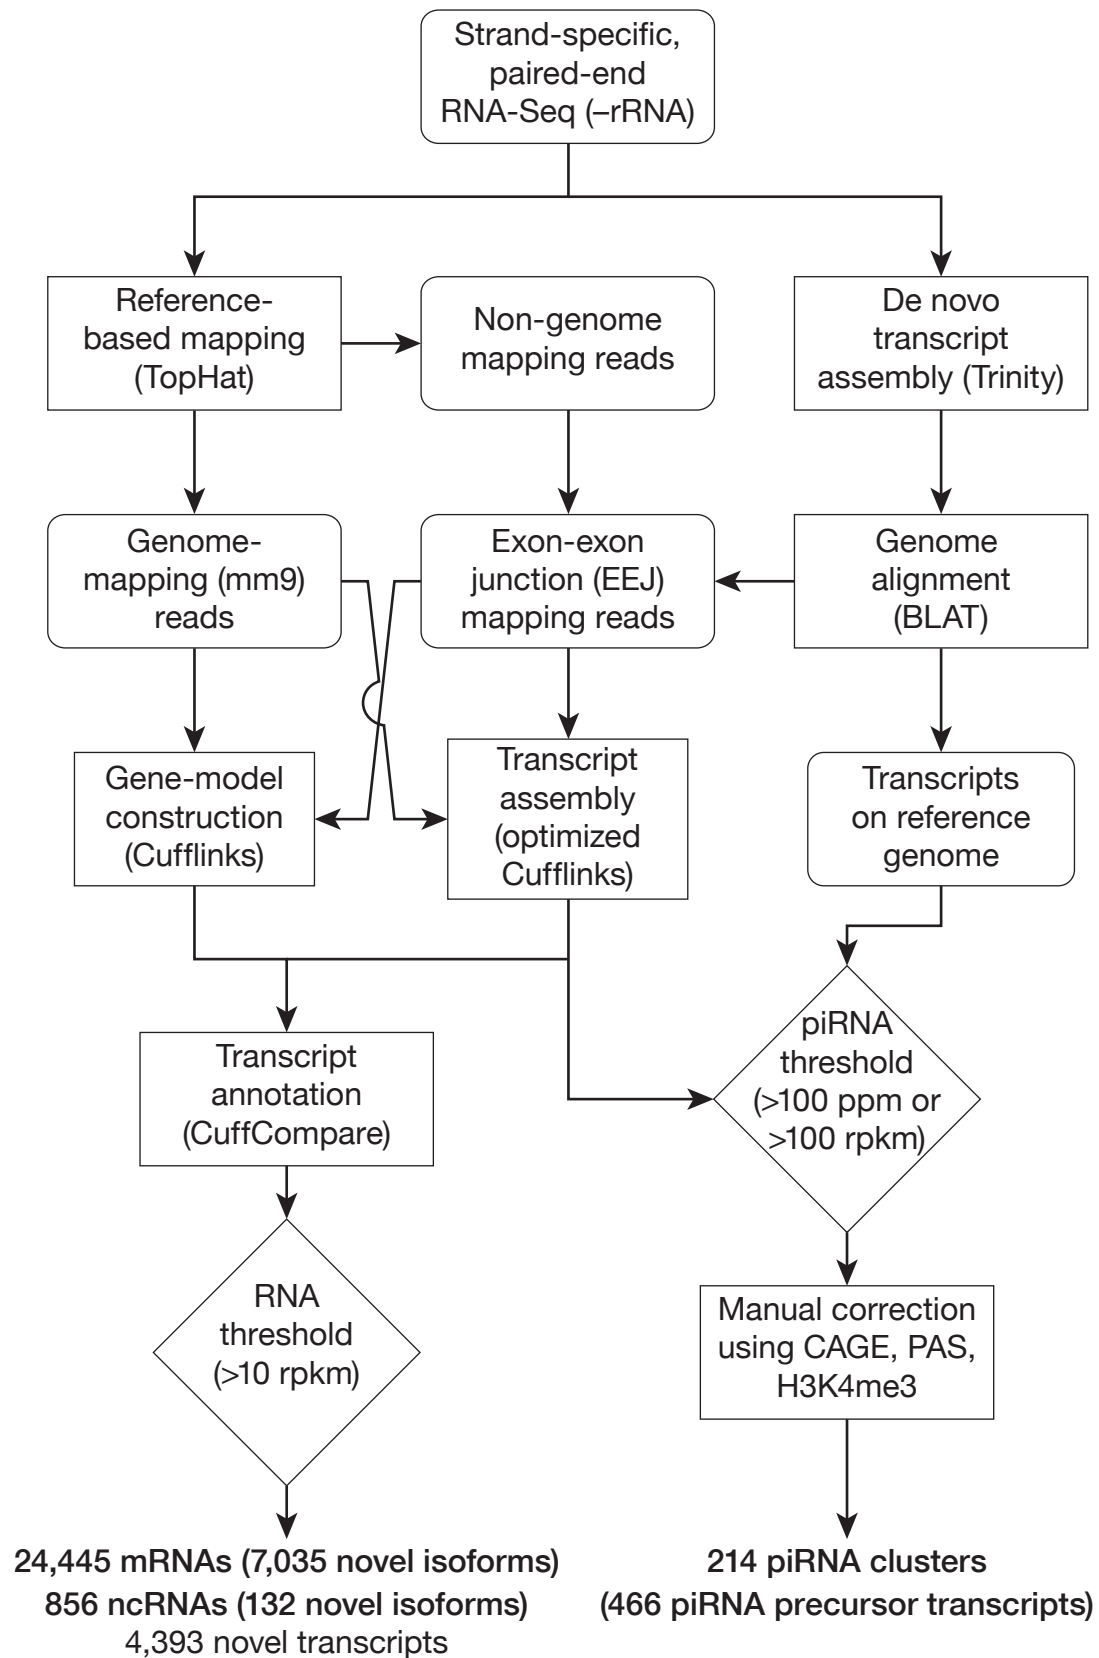 Strand-specific,
paired-end
RNA-Seq (–rRNA)
Reference-
based mapping
(TopHat)
Non-genome
mapping reads
De novo
transcript
assembly (Trinity)
Genome-
mapping (mm9)
reads
Exon-exon
junction (EEJ)
mapping reads
Genome
alignment
(BLAT)
Gene-model
construction
(Cufflinks)
Transcript
assembly
(optimized
Cufflinks)
Transcripts
on reference
genome
Transcript
annotation
(CuffCompare)
piRNA
threshold
(>100 ppm or
>100 rpkm)
RNA
threshold
(>10 rpkm)
Manual correction
using CAGE, PAS,
H3K4me3
24,445 mRNAs (7,035 novel isoforms)
856 ncRNAs (132 novel isoforms)
4,393 novel transcripts
214 piRNA clusters
(466 piRNA precursor transcripts)